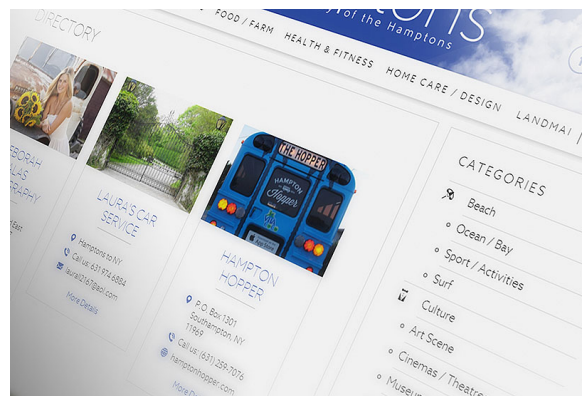 y of the Hamptons
DIRECTORY
FOOD / FARM
HEALTH & FITNESS
HOME CARE / DESIGN
LANDMA
THE HOPPER
HAMPTON
Hopper
LAURA'S CAR
SERVICE
Hamptons to NY
Call us: 631 974 6884
More Details
HAMPTON
HOPPER
P.O. Box 1301
Southampton, NY
11969
Call us: (631) 259-7076
hamptonhopper.com
CATEGORIES
Beach
Ocean / Bay
Sport / Activities
Surf
Culture
Art Scene
Cinemas / Theatre